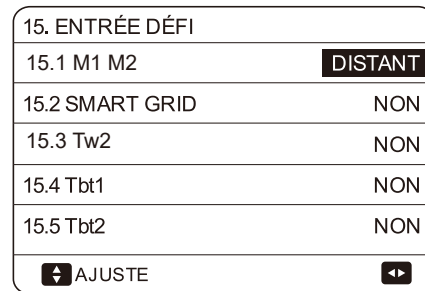 15. ENTRÉE DÉFI
15.1 M1 M2 DISTANT
15.2 SMART GRID NON
15.3 Tw2 NON
15.4 Tbt1 NON
15.5 Tbt2 NON
AJUSTE